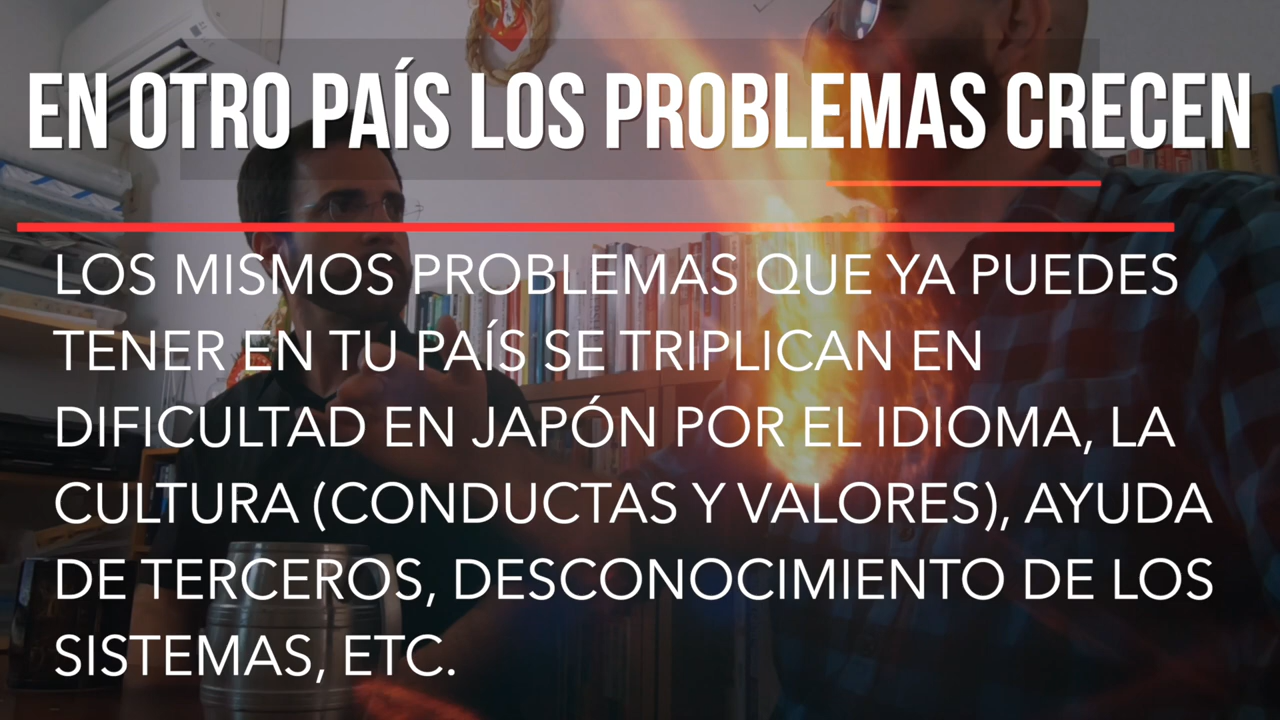 EN OTRO PAÍS LOS PROBLEMAS CRECEN
LOS MISMOS PROBLEMAS QUE YA PUEDES
TENER EN TU PAÍS SE TRIPLICAN EN
DIFICULTAD EN JAPÓN POR EL IDIOMA, LA
CULTURA (CONDUCTAS Y VALORES), AYUDA
DE TERCEROS, DESCONOCIMIENTO DE LOS
SISTEMAS, ETC.